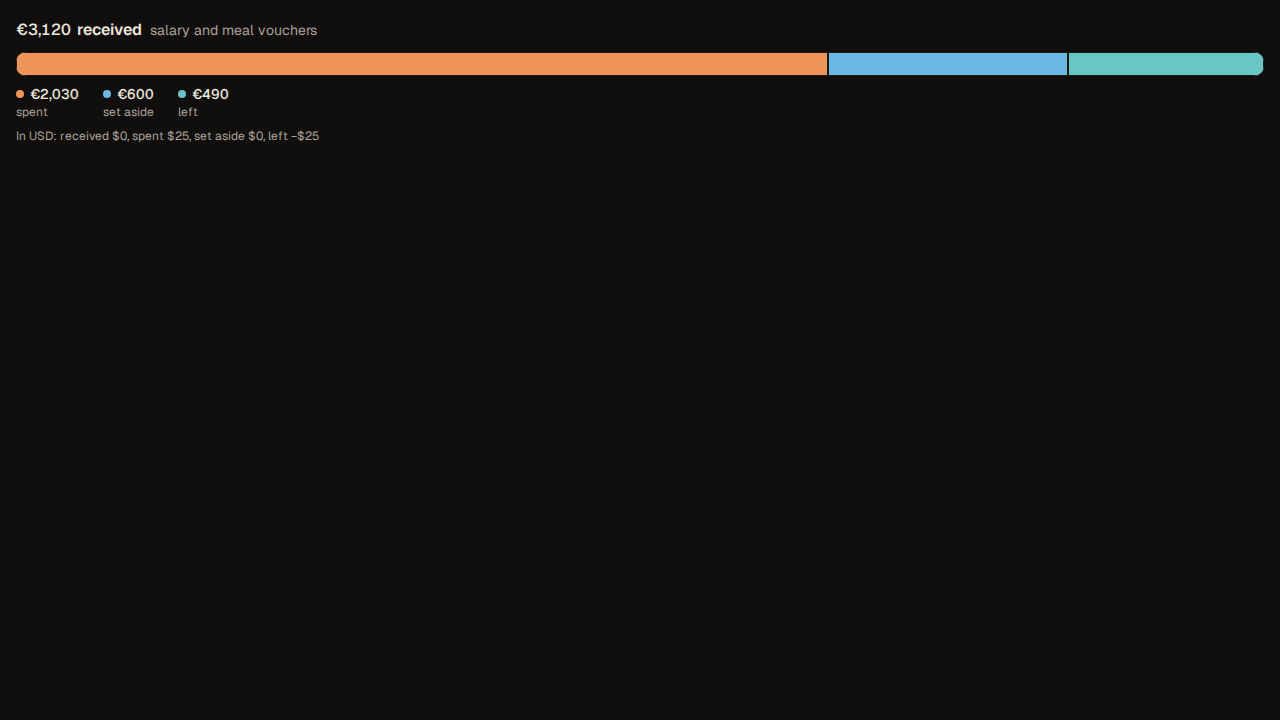 €3,120 received salary and meal vouchers
€2,030 €600 €490
spent set aside left
In USD: received $0, spent $25, set aside $0, left −$25